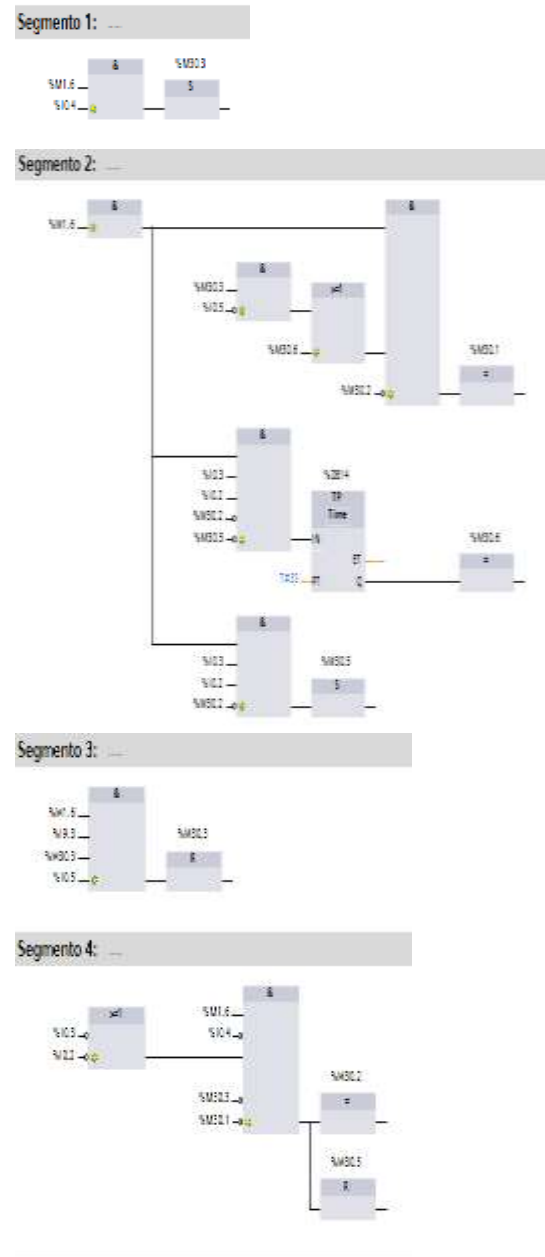 Segmento 1: ....
& %M30.3
%M1.6 S
%I0.4
Segmento 2: ....
& &
%M1.6
&
%M30.3 >=1
%I0.5
%M30.6 %M30.1
%M30.2 =
&
%I0.3 %DB14
%I0.2 TP
%M30.2 Time
%M30.5 IN %M30.6
ET =
PT Q
&
%I0.3 %M30.5
%I0.2 S
%M30.2
Segmento 3: ....
&
%M1.6
%M30.3
%M30.3 R
%I0.5
Segmento 4: ....
&
>=1 %M1.6
%I0.3 %I0.4
%I0.2
%M30.2
%M30.3 =
%M30.1
%M30.5
R